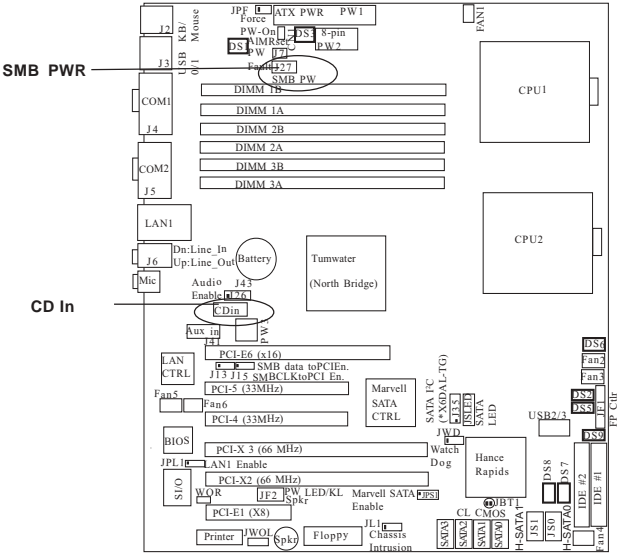 JPF
Force
ATX PWR PW1
FAN1
J2
USB KB/
0/1 Mouse
PW-On
DS1
AlMRset
PW
CN1
DS3
8-pin
PW2
J7
J3
SMB PWR
Fault
J27
SMB PW
DIMM 1B
CPU1
COM1
DIMM 1A
DIMM 2B
J4
DIMM 2A
COM2
DIMM 3B
DIMM 3A
J5
LAN1
CPU2
Dn:Line_In
Up:Line_Out
J6
Battery
Tumwater
(North Bridge)
Mic
Audio
Enable
J43
J26
CD In
CDin
Aux in
J41
PW3
DS6
PCI-E6 (x16)
Fan2
LAN
CTRL
SMB data toPCIEn.
J13 J15 SMBCLKtoPCI En.
Fan3
PCI-5 (33MHz)
Marvell
SATA
CTRL
SATA I²C
(*X6DAL-TG)
J35
JSLED
SATA
LED
DS2
DS5
JF1
FP Ctlr
Fan5
Fan6
PCI-4 (33MHz)
USB2/3
BIOS
JWD
Watch
Dog
DS9
PCI-X 3 (66 MHz)
Hance
Rapids
JPL1
LAN1 Enable
PCI-X2 (66 MHz)
DS8
DS7
IDE #2
IDE #1
SI/O
WOR
JF2
PW LED/KL
Spkr
Marvell SATA
Enable
JPS1
JBT1
CL CMOS
PCI-E1 (X8)
H-SATA1
JS1
H-SATA0
JS0
Fan4
Printer
JWOL
Spkr
Floppy
JL1
Chassis
Intrusion
SATA3
SATA2
SATA1
SATA0